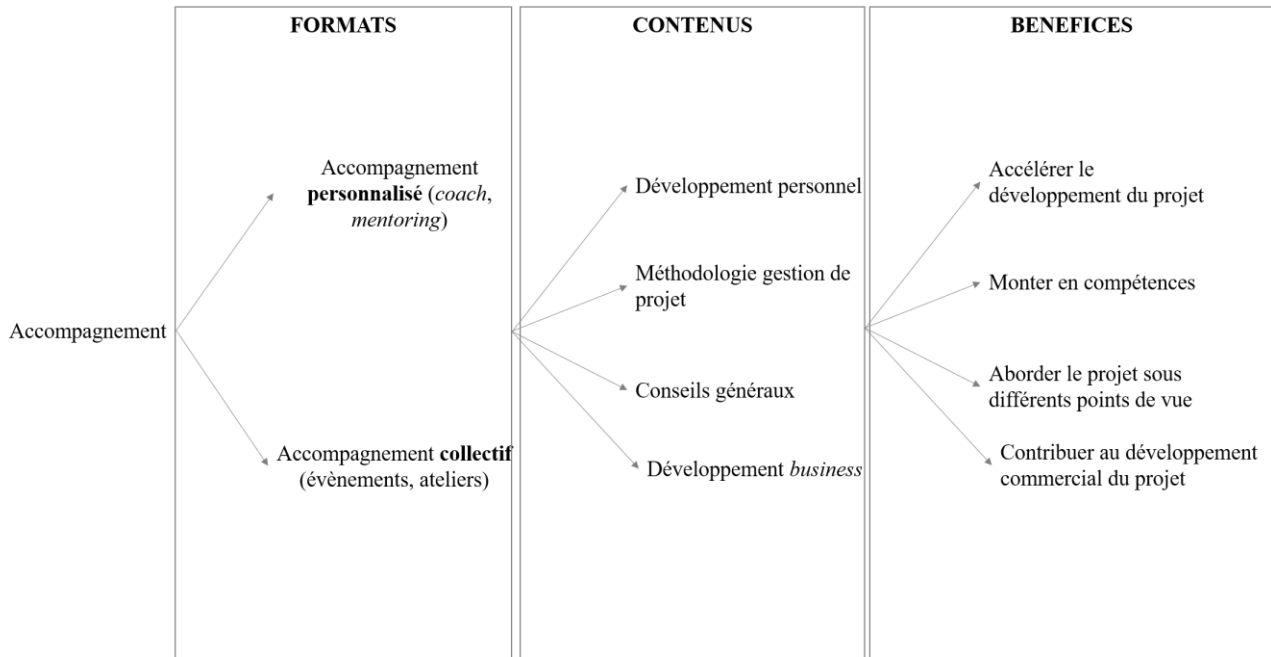 FORMATS
CONTENUS
BENEFICES
Accompagnement
Accompagnement
personnalisé (coach,
mentoring)
Accompagnement collectif
(évènements, ateliers)
Développement personnel
Méthodologie gestion de
projet
Conseils généraux
Développement business
Accélérer le
développement du projet
Monter en compétences
Aborder le projet sous
différents points de vue
Contribuer au développement
commercial du projet